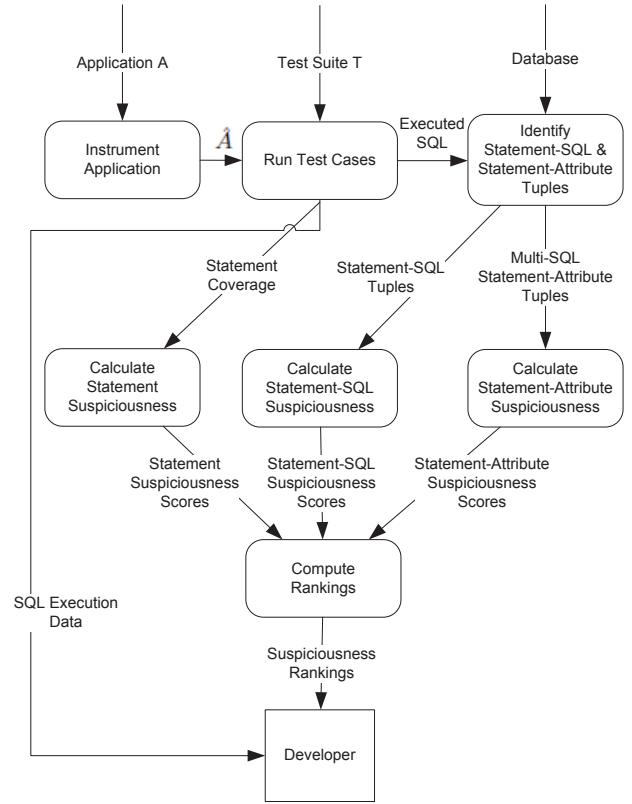 Application A
Test Suite T
Database
Instrument
Application
Â
Run Test Cases
Executed
SQL
Identify
Statement-SQL &
Statement-Attribute
Tuples
Statement
Coverage
Statement-SQL
Tuples
Multi-SQL
Statement-Attribute
Tuples
Calculate
Statement
Suspiciousness
Calculate
Statement-SQL
Suspiciousness
Calculate
Statement-Attribute
Suspiciousness
Statement
Suspiciousness
Scores
Statement-SQL
Suspiciousness
Scores
Statement-Attribute
Suspiciousness
Scores
Compute
Rankings
SQL Execution
Data
Suspiciousness
Rankings
Developer